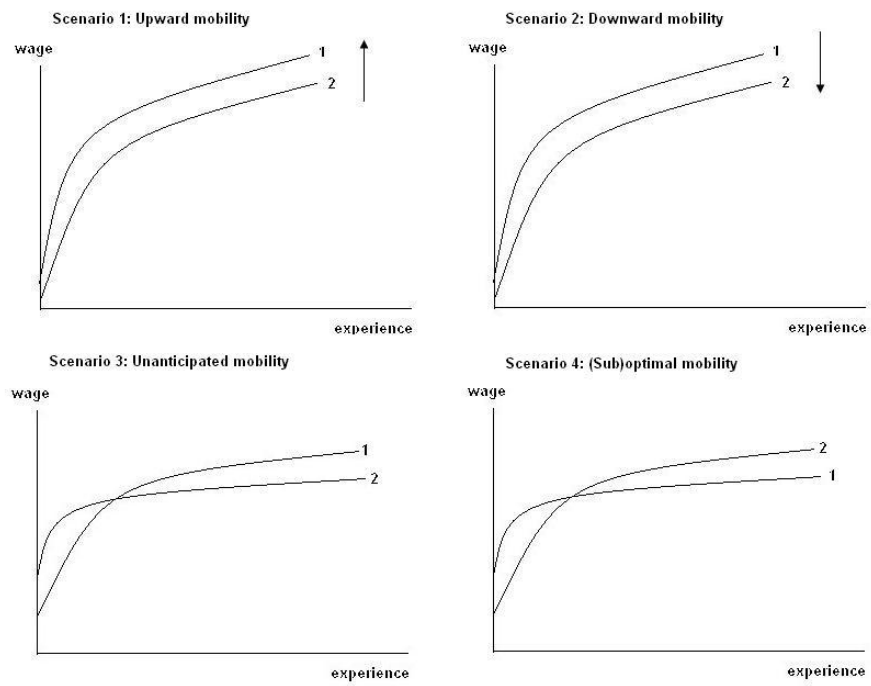 Scenario 1: Upward mobility
wage
1
2
experience
Scenario 2: Downward mobility
wage
1
2
experience
Scenario 3: Unanticipated mobility
wage
1
2
experience
Scenario 4: (Sub)optimal mobility
wage
2
1
experience